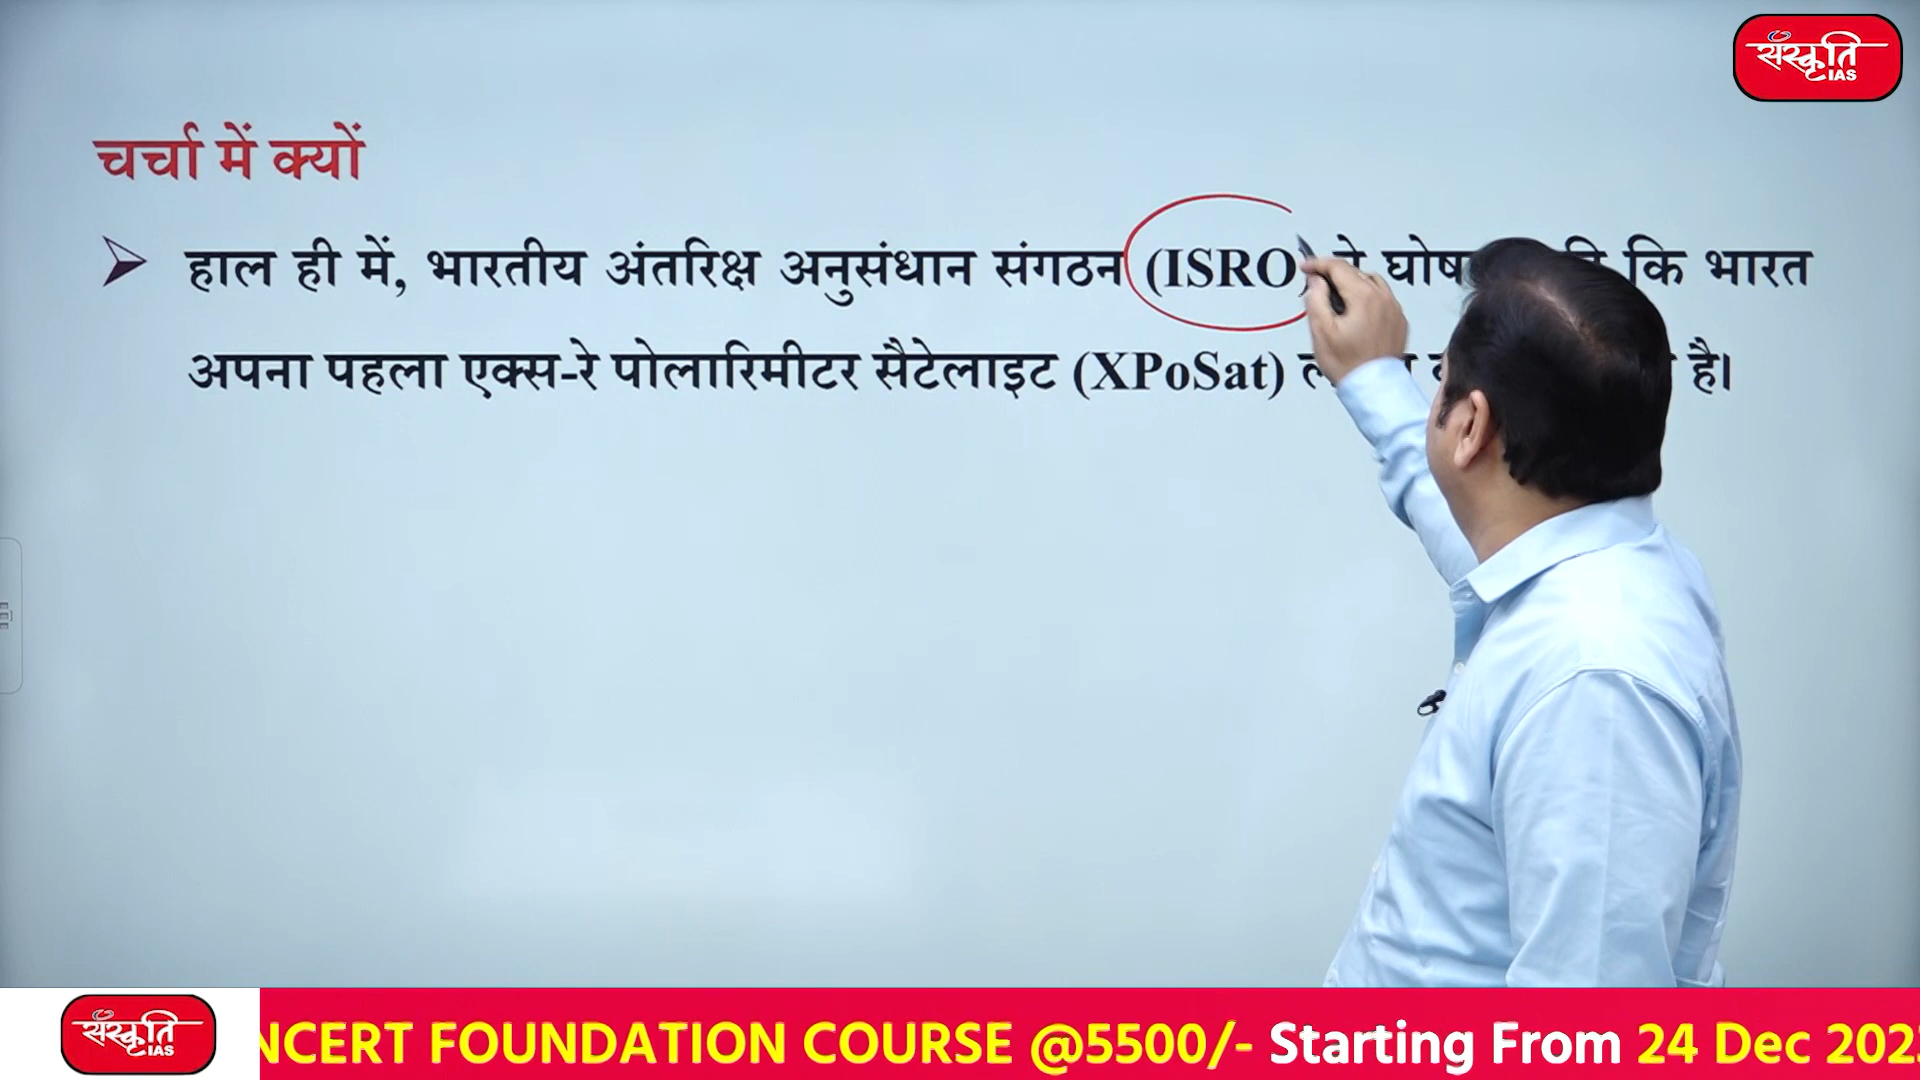 संस्कृति
IAS
चर्चा में क्यों
हाल ही में, भारतीय अंतरिक्ष अनुसंधान संगठन (ISRO) कि भारत
अपना पहला एक्स-रे पोलारिमीटर सैटेलाइट (XPoSat) है।
संस्कृति
IAS
NCERT FOUNDATION COURSE @5500/- Starting From 24 Dec